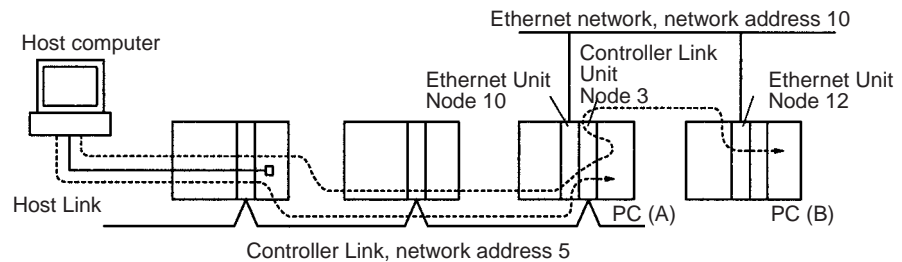 Ethernet network, network address 10
Host computer
Controller Link
Unit
Node 3
Ethernet Unit
Node 10
Ethernet Unit
Node 12
Host Link
PC (A)
PC (B)
Controller Link, network address 5